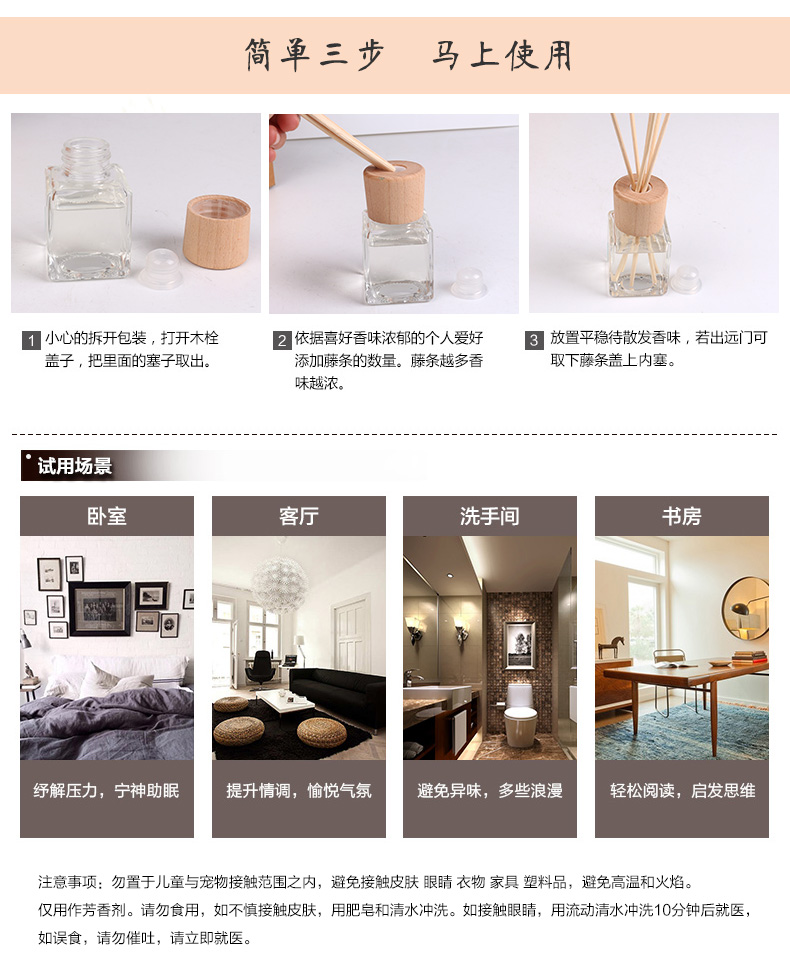 简单三步 马上使用
1 小心的拆开包装，打开木栓
盖子，把里面的塞子取出。
2 依据喜好香味浓郁的个人爱好
添加藤条的数量。藤条越多香
味越浓。
3 放置平稳待散发香味，若出远门可
取下藤条盖上内塞。
试用场景
卧室
客厅
洗手间
书房
纾解压力，宁神助眠
提升情调，愉悦气氛
避免异味，多些浪漫
轻松阅读，启发思维
注意事项：勿置于儿童与宠物接触范围之内，避免接触皮肤 眼睛 衣物 家具 塑料品，避免高温和火焰。
仅用作芳香剂。请勿食用，如不慎接触皮肤，用肥皂和清水冲洗。如接触眼睛，用流动清水冲洗10分钟后就医，
如误食，请勿催吐，请立即就医。